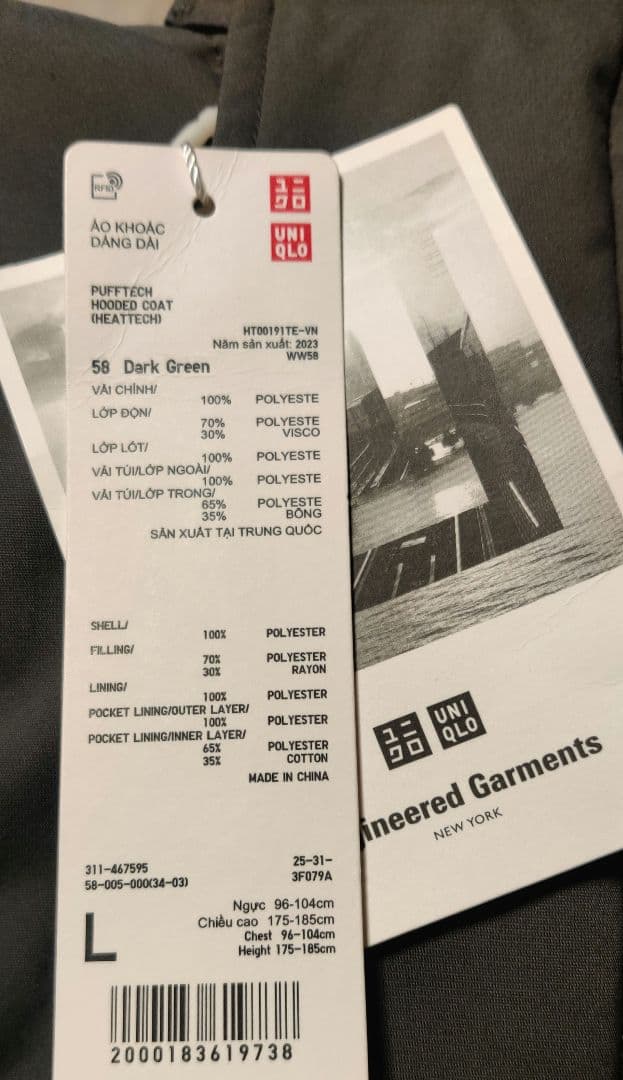 RFID
ユニ
クロ
UNI
QLO
ÁO KHOÁC
DÁNG DÀI
PUFFTECH
HOODED COAT
(HEATTECH)
HT00191TE-VN
Năm sản xuất: 2023
WW58
58 Dark Green
VẢI CHÍNH/
100% POLYESTE
LỚP ĐỘN/
70% POLYESTE
30% VISCO
LỚP LÓT/
100% POLYESTE
VẢI TÚI/LỚP NGOÀI/
100% POLYESTE
VẢI TÚI/LỚP TRONG/
65% POLYESTE
35% BÔNG
SẢN XUẤT TẠI TRUNG QUỐC
SHELL/
100% POLYESTER
FILLING/
70% POLYESTER
30% RAYON
LINING/
100% POLYESTER
POCKET LINING/OUTER LAYER/
100% POLYESTER
POCKET LINING/INNER LAYER/
65% POLYESTER
35% COTTON
MADE IN CHINA
311-467595
58-005-000(34-03)
25-31-
3F079A
L
Ngực 96-104cm
Chiều cao 175-185cm
Chest 96-104cm
Height 175-185cm
2000183619738
ユニ
クロ
UNI
QLO
ineered Garments
NEW YORK